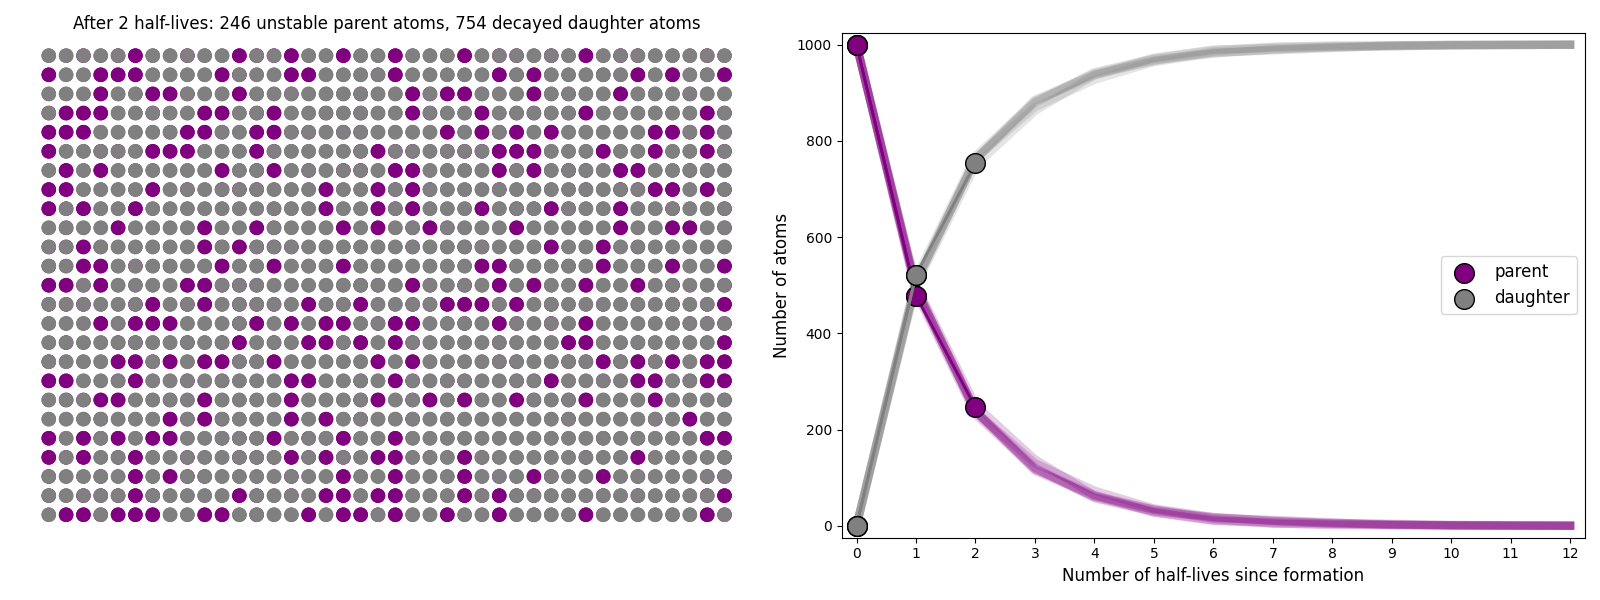 After 2 half-lives: 246 unstable parent atoms, 754 decayed daughter atoms
Number of atoms
1000
800
600
400
200
0
parent
daughter
0 1 2 3 4 5 6 7 8 9 10 11 12
Number of half-lives since formation